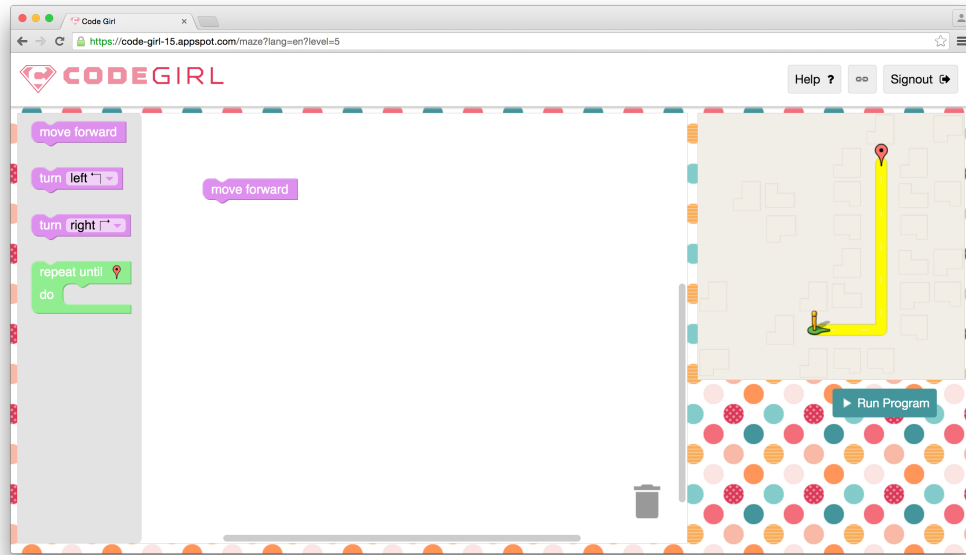 Code Girl
https://code-girl-15.appspot.com/maze?lang=en?level=5
CODEGIRL
Help ?
Signout
move forward
turn left
turn right
repeat until
do
move forward
Run Program